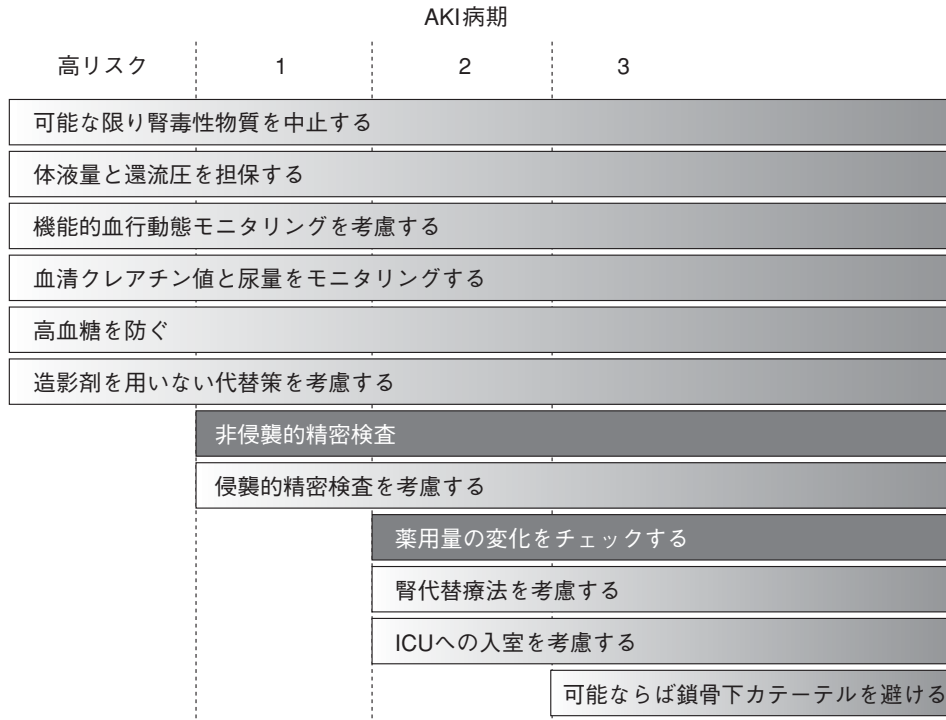 AKI病期
高リスク 1 2 3
可能な限り腎毒性物質を中止する
体液量と還流圧を担保する
機能的血行動態モニタリングを考慮する
血清クレアチン値と尿量をモニタリングする
高血糖を防ぐ
造影剤を用いない代替策を考慮する
非侵襲的精密検査
侵襲的精密検査を考慮する
薬用量の変化をチェックする
腎代替療法を考慮する
ICUへの入室を考慮する
可能ならば鎖骨下カテーテルを避ける